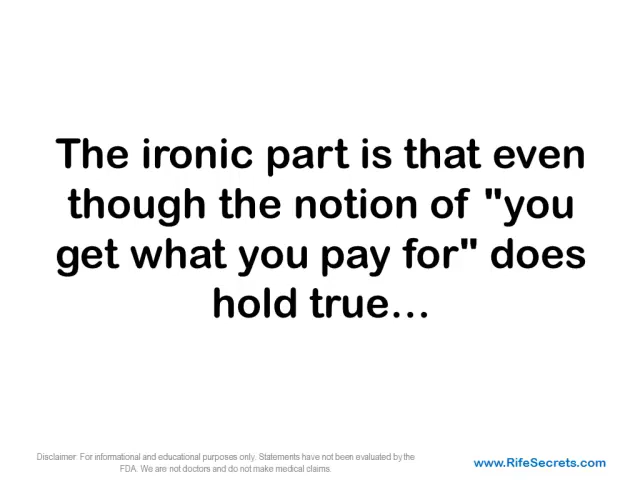 The ironic part is that even
though the notion of "you
get what you pay for" does
hold true...
Disclaimer: For informational and educational purposes only. Statements have not been evaluated by the
FDA. We are not doctors and do not make medical claims.
www.RifeSecrets.com